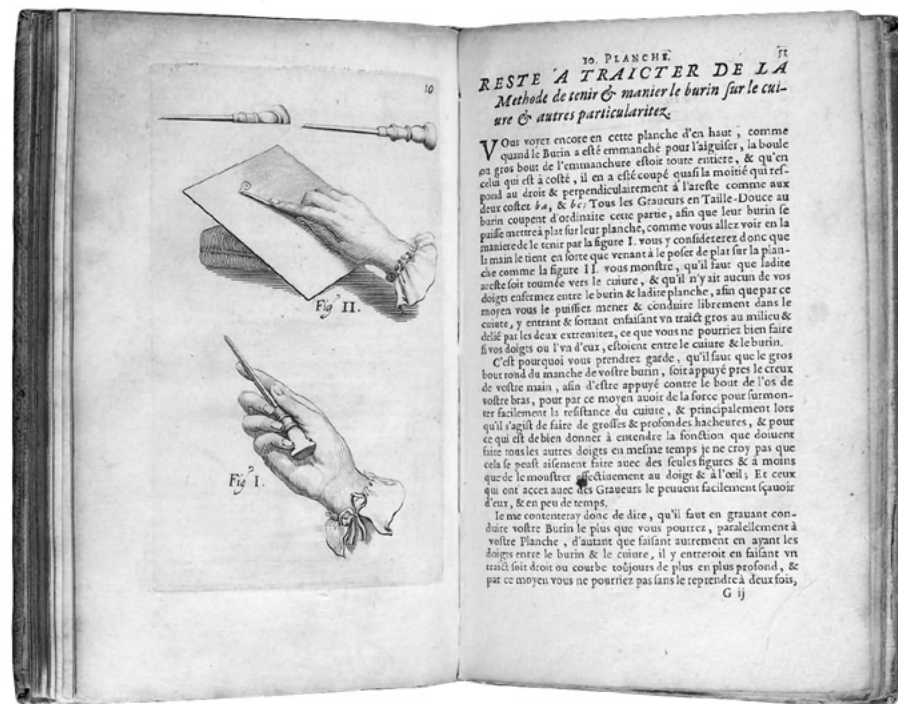 10
Fig. II.
Fig. I.
10. PLANCHE.
RESTE A TRAICTER DE LA
Methode de tenir & manier le burin sur le cui-
ure & autres particularitez.
VOus voyez encore en cette planche d'en haut, comme
quand le Burin a esté emmanché pour l'aiguiser, la boule
ou gros bout de l'emmanchure estoit toute entiere, & qu'en
celui qui est à costé, il en a esté coupé quasi la moitié qui res-
pond au droit & perpendiculairement à l'areste comme aux
deux costez ba, & bc; Tous les Graueurs en Taille-Douce au
burin coupent d'ordinaire cette partie, afin que leur burin se
puisse mettre à plat sur leur planche, comme vous allez voir en la
maniere de le tenir par la figure I. vous y considererez donc que
la main le tient en sorte que venant à le poser de plat sur la plan-
che comme la figure II. vous monstre, qu'il faut que ladite
areste soit tournée vers le cuiure, & qu'il n'y ait aucun de vos
doigts enfermez entre le burin & ladite planche, afin que par ce
moyen vous le puissiez mener & conduire librement dans le
cuiure, y entrant & sortant en faisant vn traict gros au milieu &
delié par les deux extremitez, ce que vous ne pourriez bien faire
si vos doigts ou l'vn d'eux, estoient entre le cuiure & le burin.
C'est pourquoi vous prendrez garde, qu'il faut que le gros
bout rond du manche de vostre burin, soit appuyé pres le creux
de vostre main, afin d'estre appuyé contre le bout de l'os de
vostre bras, pour par ce moyen auoir de la force pour surmon-
ter facilement la resistance du cuiure, & principalement lors
qu'il s'agist de faire de grosses & profondes hacheures, & pour
ce qui est de bien donner à entendre la fonction que doiuent
faire tous les autres doigts en mesme temps je ne croy pas que
cela se peust aisement faire auec des seules figures & à moins
que de le monstrer effectiuement au doigt & à l'œil; Et ceux
qui ont accez auec des Graueurs le peuuent facilement sçauoir
d'eux, & en peu de temps.
Ie me contenteray donc de dire, qu'il faut en grauant con-
duire vostre Burin le plus que vous pourrez, paralellement à
vostre Planche, d'autant que faisant autrement en ayant les
doigts entre le burin & le cuiure, il y entreroit en faisant vn
traict soit droit ou courbe toûjours de plus en plus profond, &
par ce moyen vous ne pourriez pas sans le reprendre à deux fois,
G ij